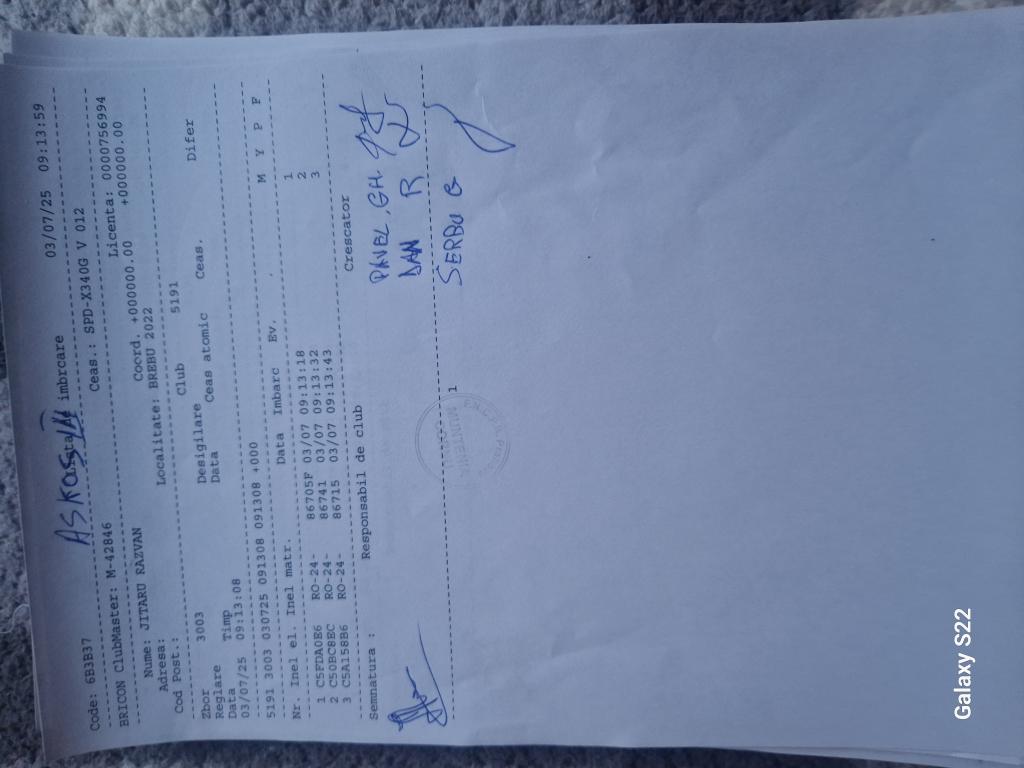 03/07/25 09:13:59
Code: 6B3B37 imbrcare
BRICON ClubMaster: M-42846 Ceas.: SPD-X340G V 012
Nume: JITARU RAZVAN Licenta: 0000756994
Adresa: Coord. +000000.00 +000000.00
Cod Post.: Localitate: BREBU 2022
Club 5191
Zbor 3003
Reglare Desigilare Ceas. Difer
Data Timp Data Ceas atomic
03/07/25 09:13:08
5191 3003 030725 091308 091308 +000
Nr. Inel el. Inel matr. Data Imbarc Ev. M Y P F
1 C5FDA0E6 RO-24- 86705F 03/07 09:13:18 1
2 C50BC8EC RO-24- 86741 03/07 09:13:32 2
3 C5A158B6 RO-24- 86715 03/07 09:13:43 3
Semnatura : Responsabil de club Crescator
PAVEL.GH.
DAN R
SERBU G
1
MUNTENIA
Galaxy S22